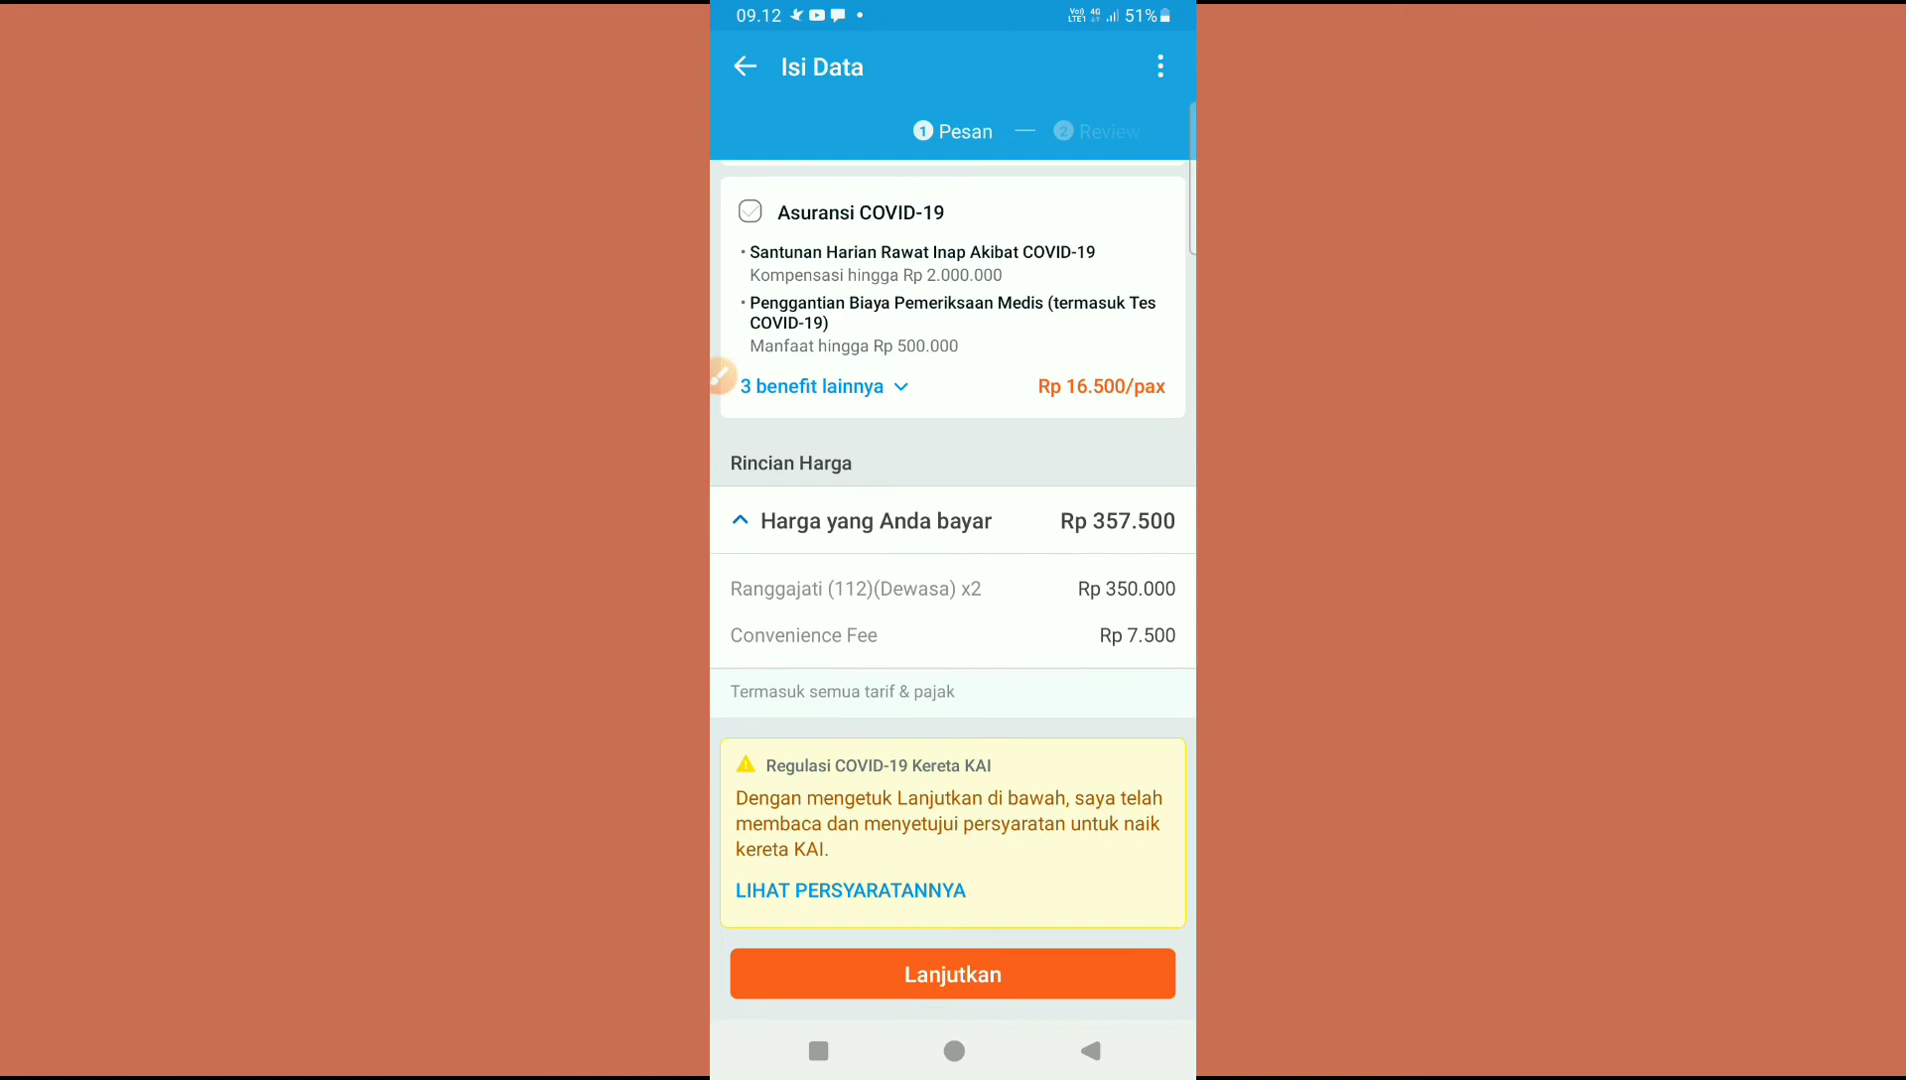 09.12
VoLTE1 4G 51%
Isi Data
1 Pesan — 2 Review
Asuransi COVID-19
• Santunan Harian Rawat Inap Akibat COVID-19
Kompensasi hingga Rp 2.000.000
• Penggantian Biaya Pemeriksaan Medis (termasuk Tes
COVID-19)
Manfaat hingga Rp 500.000
3 benefit lainnya Rp 16.500/pax
Rincian Harga
Harga yang Anda bayar Rp 357.500
Ranggajati (112)(Dewasa) x2 Rp 350.000
Convenience Fee Rp 7.500
Termasuk semua tarif & pajak
Regulasi COVID-19 Kereta KAI
Dengan mengetuk Lanjutkan di bawah, saya telah
membaca dan menyetujui persyaratan untuk naik
kereta KAI.
LIHAT PERSYARATANNYA
Lanjutkan